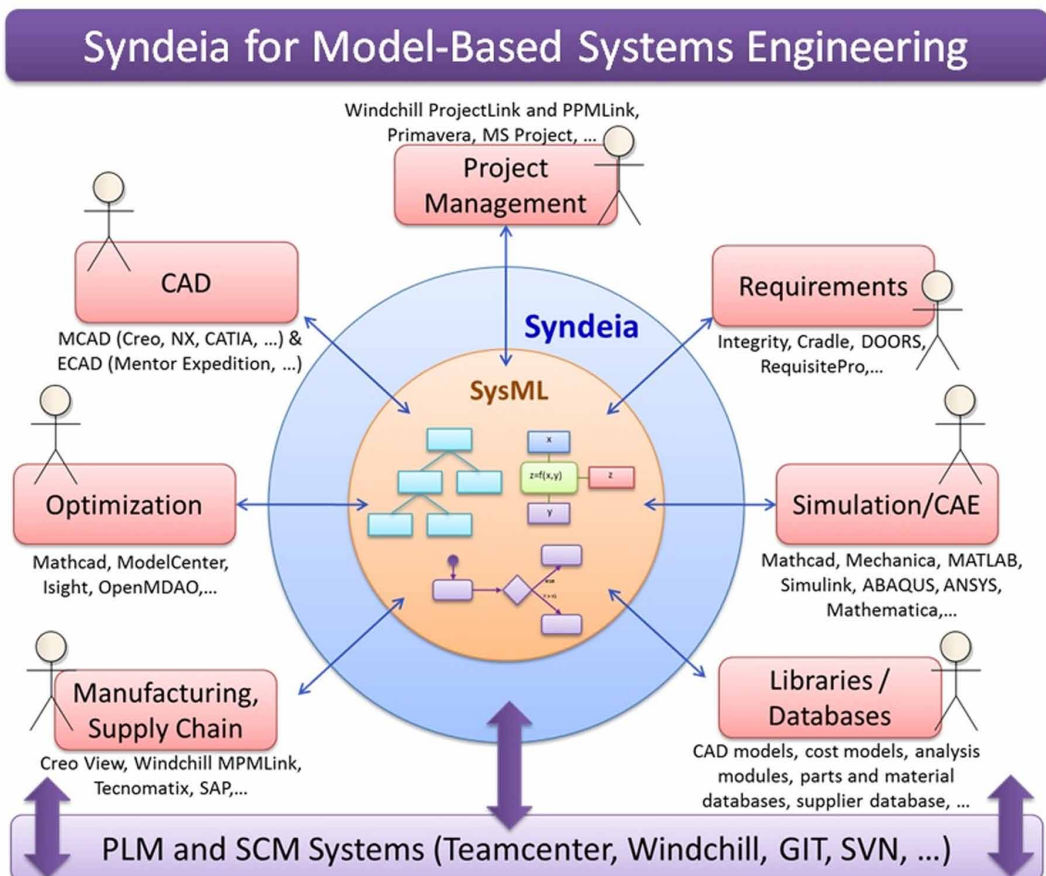 Syndeia for Model-Based Systems Engineering
Windchill ProjectLink and PPMLink,
Primavera, MS Project, ...
Project
Management
CAD
MCAD (Creo, NX, CATIA, ...) &
ECAD (Mentor Expedition, ...)
Requirements
Integrity, Cradle, DOORS,
RequisitePro,...
Syndeia
SysML
x
z=f(x,y)
z
y
Optimization
Mathcad, ModelCenter,
Isight, OpenMDAO,...
Simulation/CAE
Mathcad, Mechanica, MATLAB,
Simulink, ABAQUS, ANSYS,
Mathematica,...
Manufacturing,
Supply Chain
Creo View, Windchill MPMLink,
Tecnomatix, SAP,...
Libraries /
Databases
CAD models, cost models, analysis
modules, parts and material
databases, supplier database, ...
PLM and SCM Systems (Teamcenter, Windchill, GIT, SVN, ...)